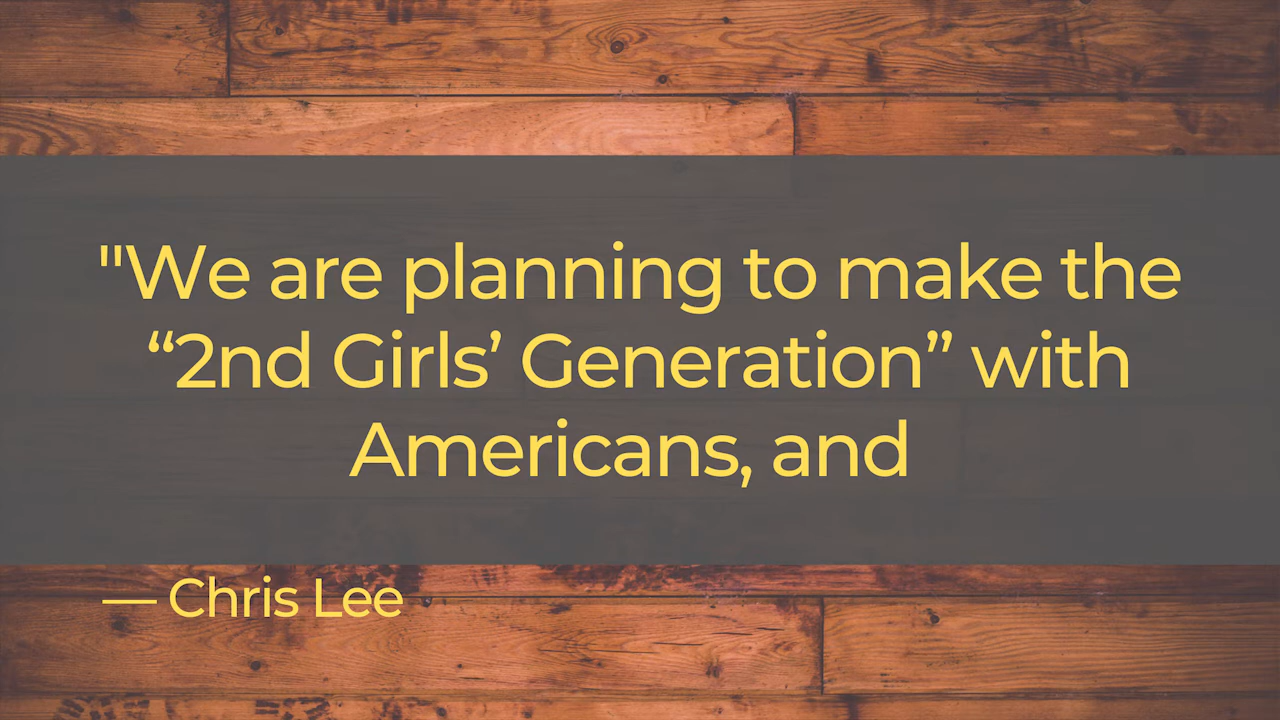 "We are planning to make the
“2nd Girls’ Generation” with
Americans, and
— Chris Lee